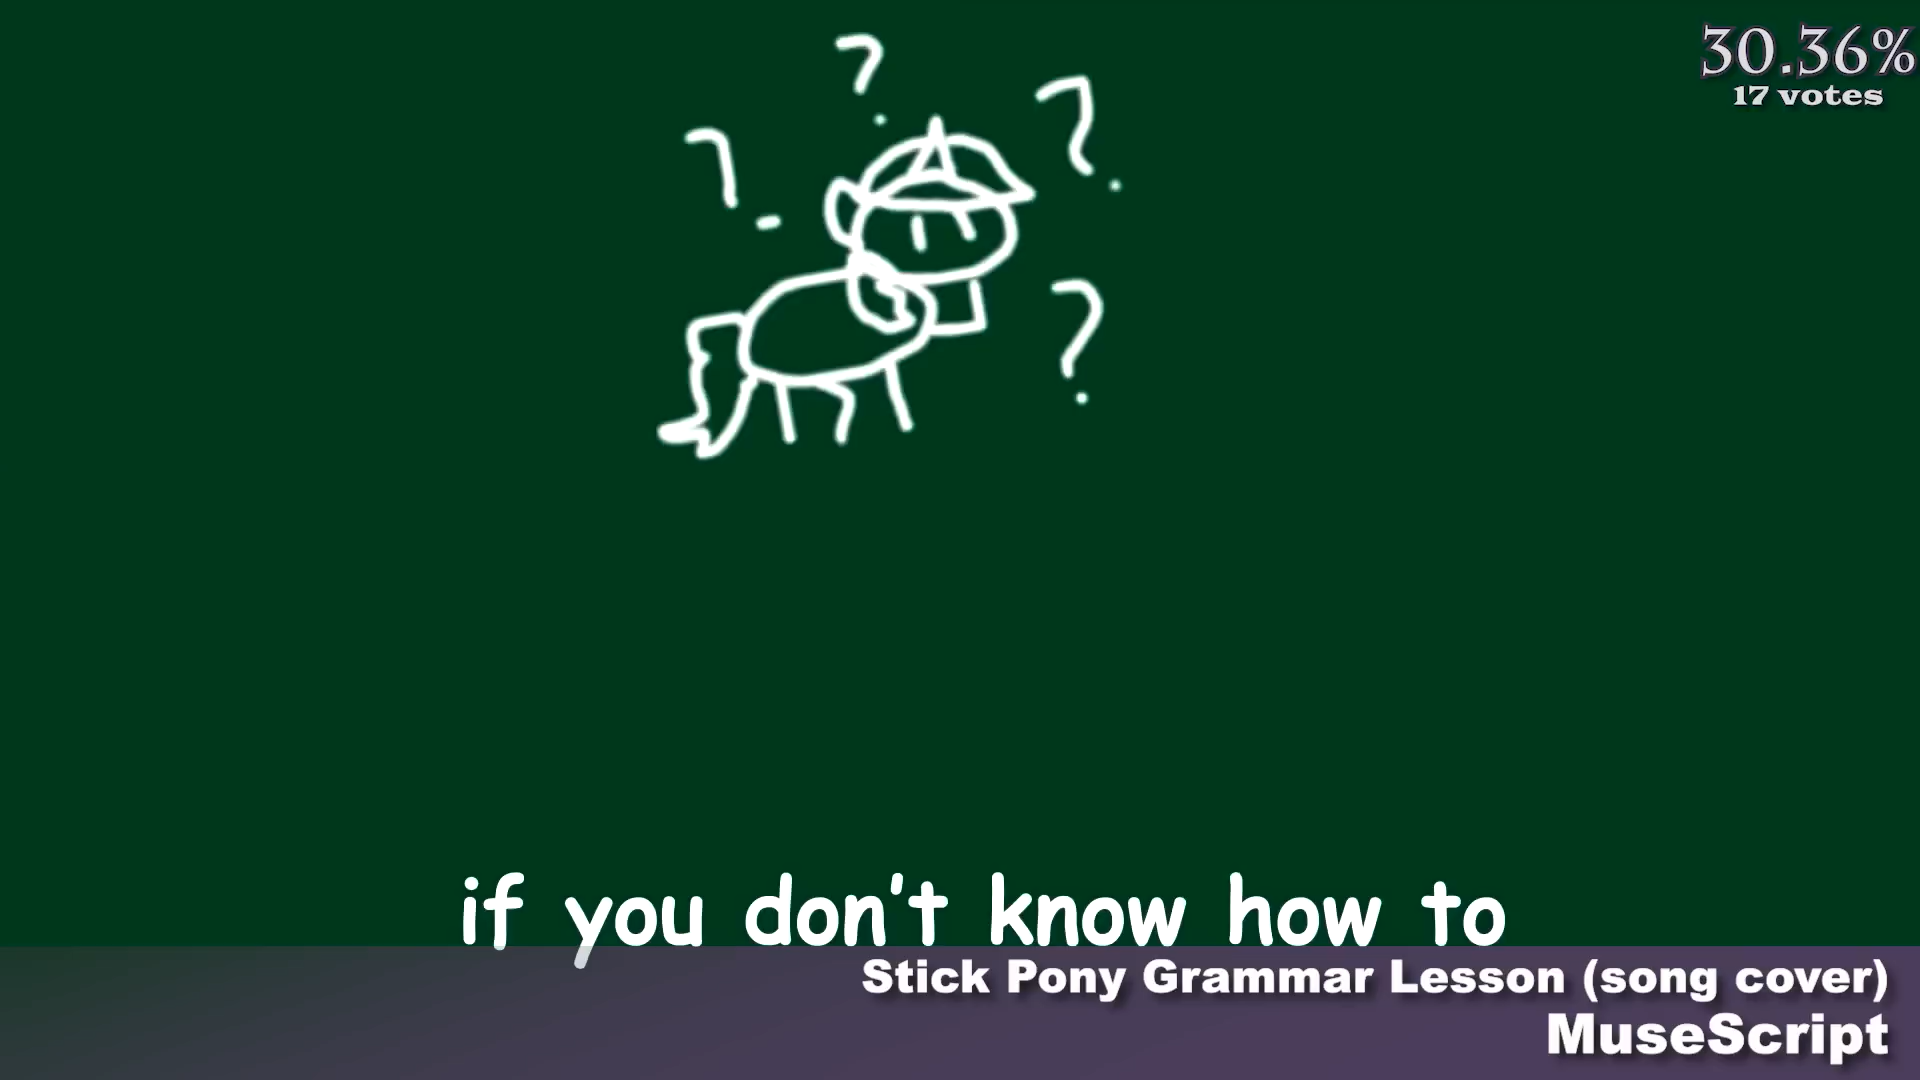 30.36%
17 votes
?
?
?
?
if you don't know how to
Stick Pony Grammar Lesson (song cover)
MuseScript